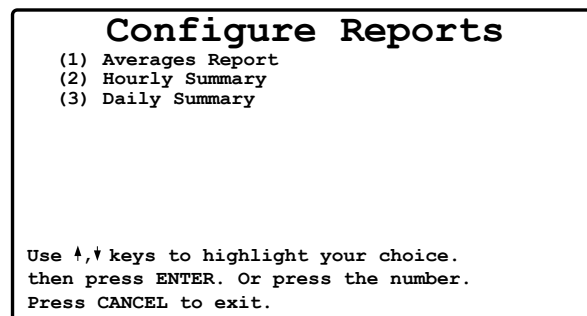 Configure Reports
(1) Averages Report
(2) Hourly Summary
(3) Daily Summary
Use ↑,↓ keys to highlight your choice.
then press ENTER. Or press the number.
Press CANCEL to exit.